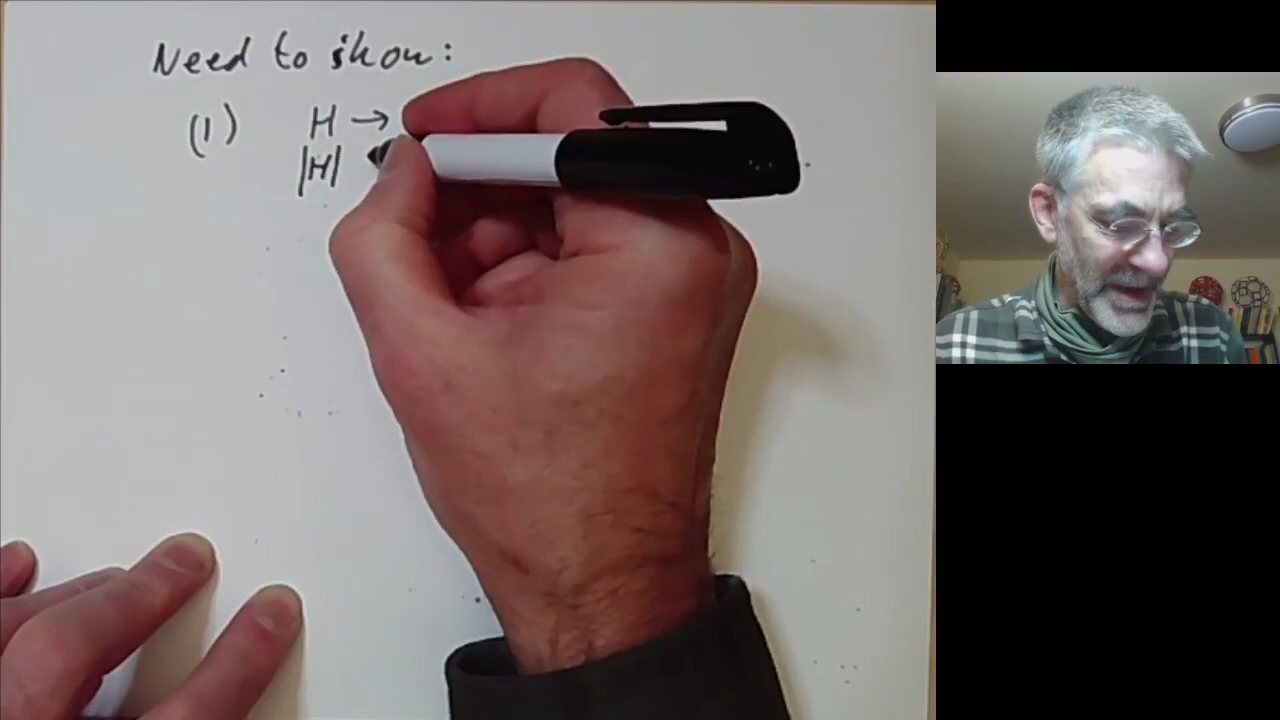 Need to show:
(1) H →
|H|